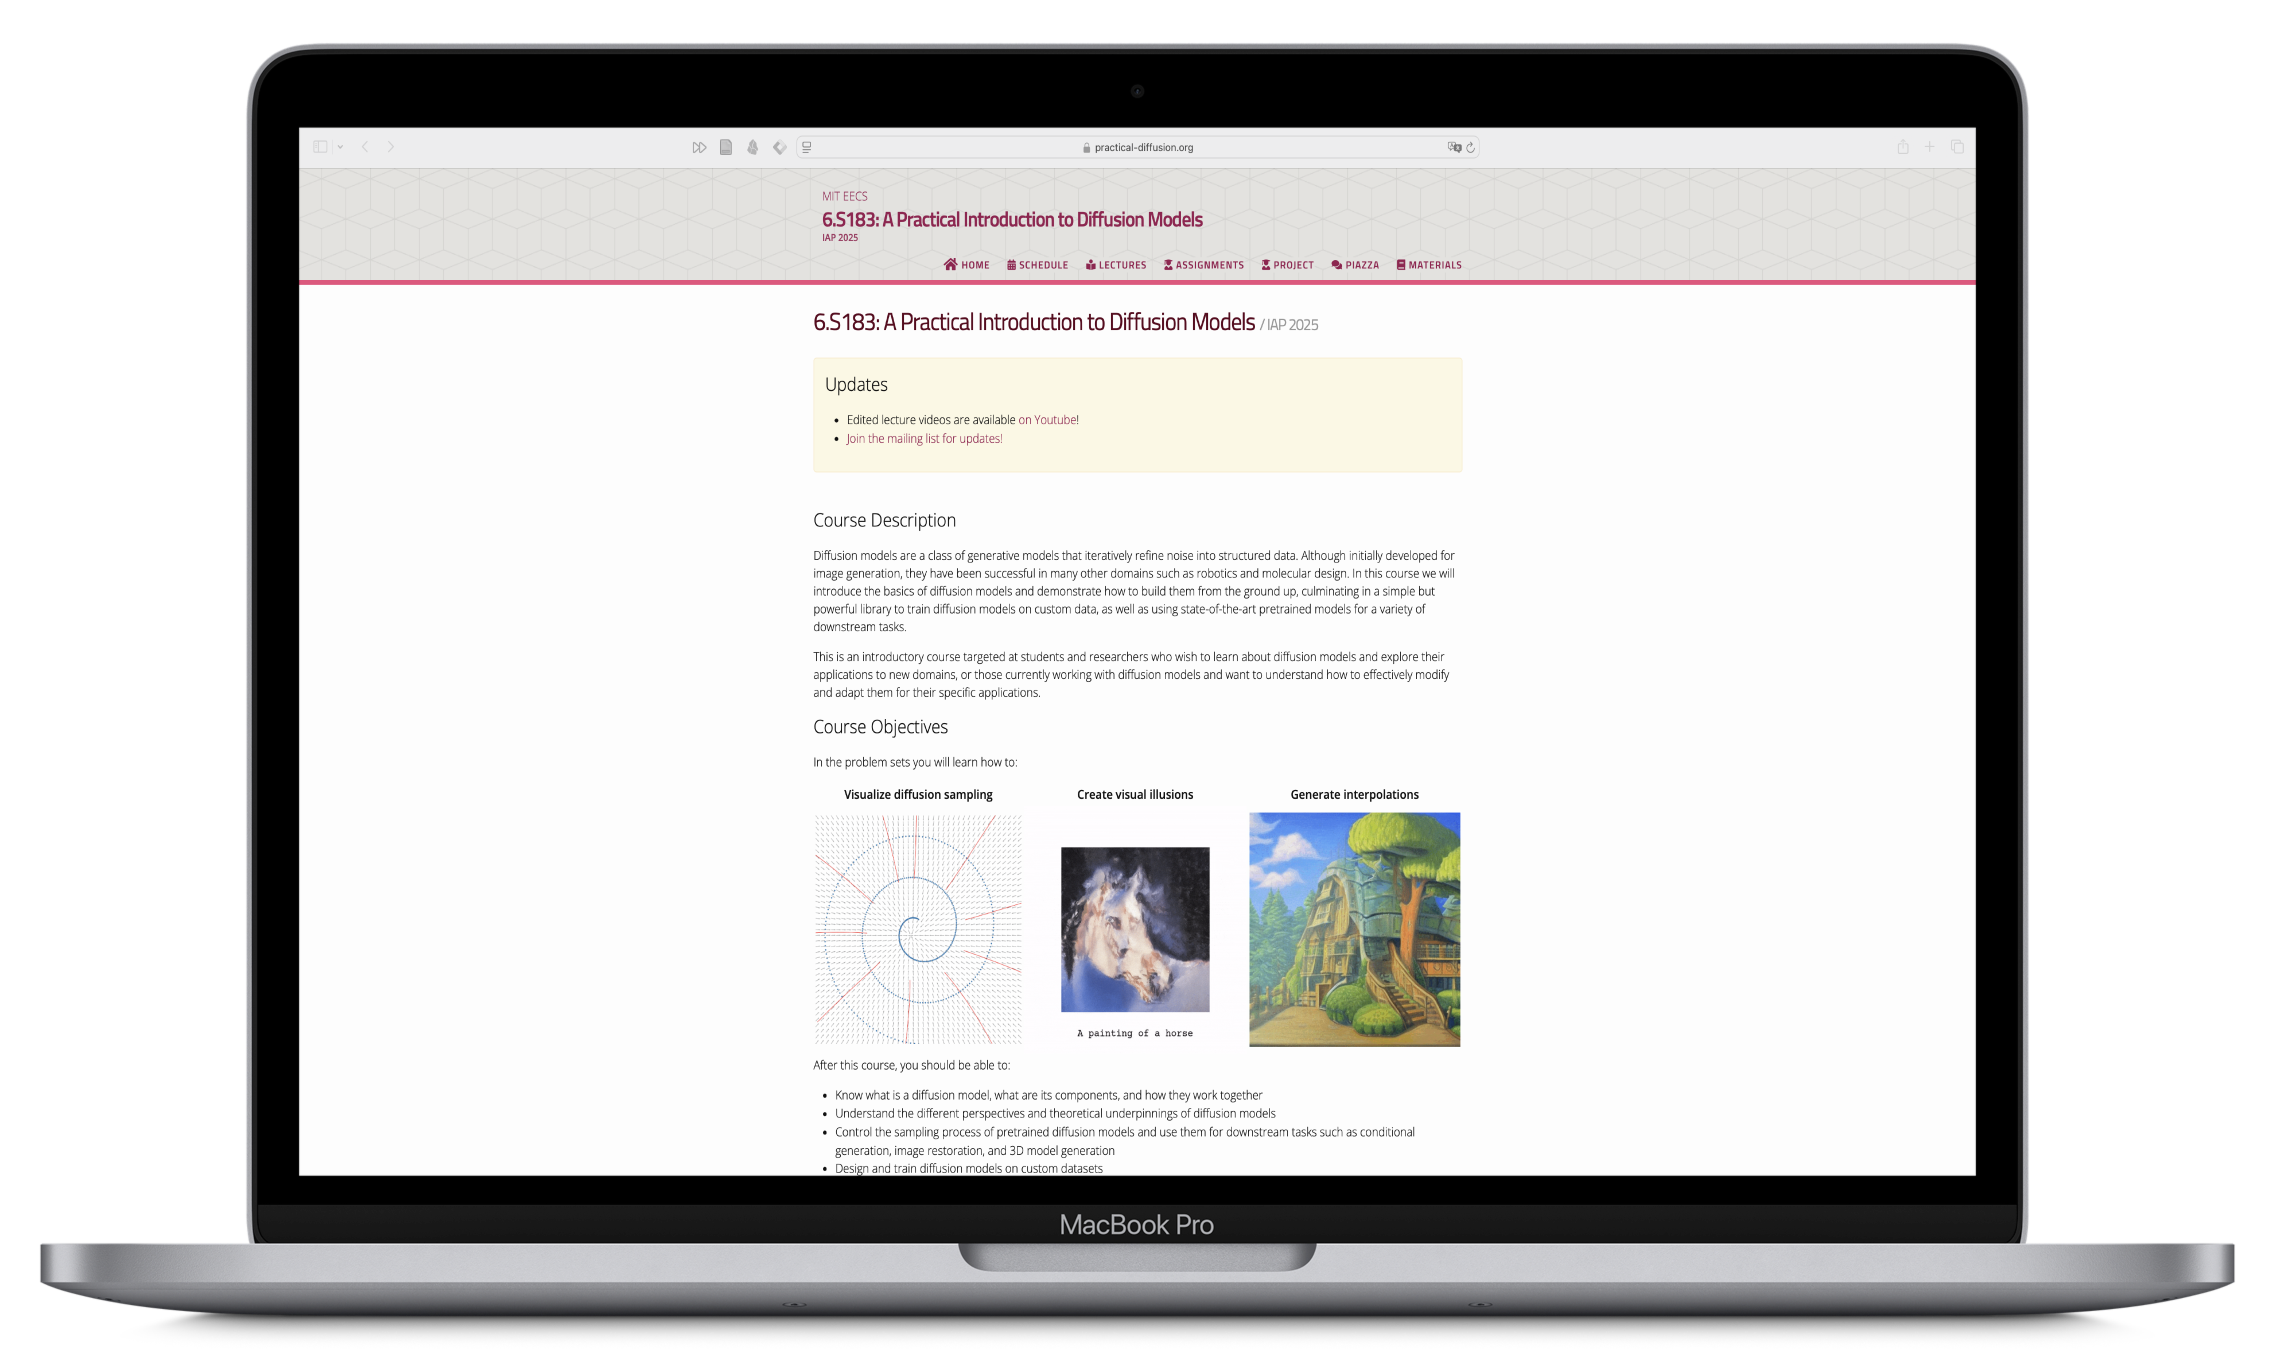 practical-diffusion.org
MIT EECS
6.S183: A Practical Introduction to Diffusion Models
IAP 2025
HOME SCHEDULE LECTURES ASSIGNMENTS PROJECT PIAZZA MATERIALS
6.S183: A Practical Introduction to Diffusion Models / IAP 2025
Updates
• Edited lecture videos are available on Youtube!
• Join the mailing list for updates!
Course Description
Diffusion models are a class of generative models that iteratively refine noise into structured data. Although initially developed for
image generation, they have been successful in many other domains such as robotics and molecular design. In this course we will
introduce the basics of diffusion models and demonstrate how to build them from the ground up, culminating in a simple but
powerful library to train diffusion models on custom data, as well as using state-of-the-art pretrained models for a variety of
downstream tasks.
This is an introductory course targeted at students and researchers who wish to learn about diffusion models and explore their
applications to new domains, or those currently working with diffusion models and want to understand how to effectively modify
and adapt them for their specific applications.
Course Objectives
In the problem sets you will learn how to:
Visualize diffusion sampling
Create visual illusions
Generate interpolations
A painting of a horse
After this course, you should be able to:
• Know what is a diffusion model, what are its components, and how they work together
• Understand the different perspectives and theoretical underpinnings of diffusion models
• Control the sampling process of pretrained diffusion models and use them for downstream tasks such as conditional
generation, image restoration, and 3D model generation
• Design and train diffusion models on custom datasets
MacBook Pro